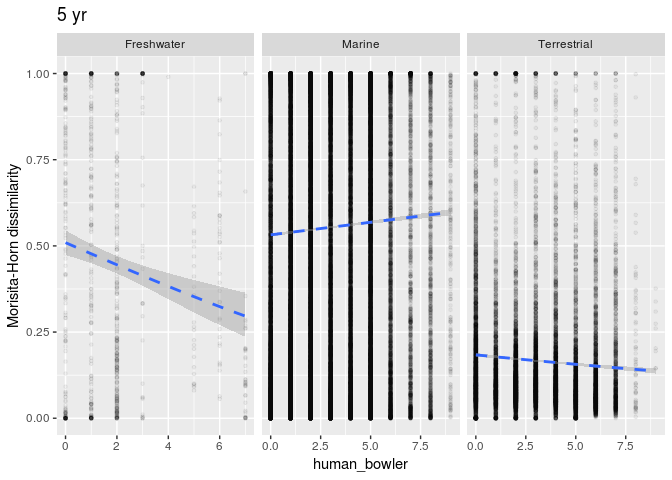 5 yr
Freshwater Marine Terrestrial
Morisita-Horn dissimilarity
1.00
0.75
0.50
0.25
0.00
0 2 4 6 0.0 2.5 5.0 7.5 0.0 2.5 5.0 7.5
human_bowler